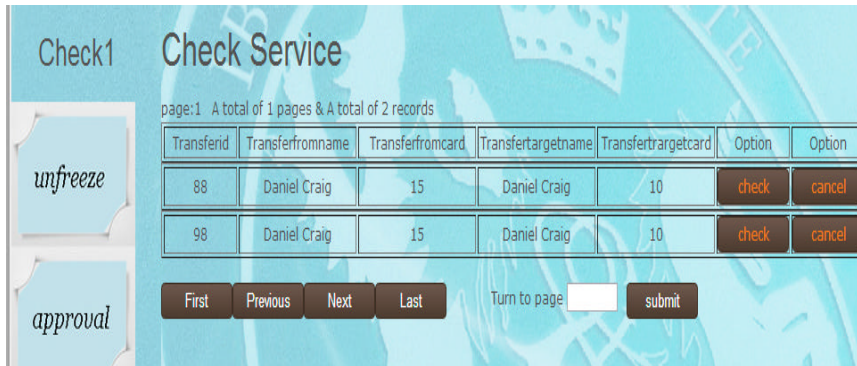 Check1
Check Service
page:1 A total of 1 pages & A total of 2 records
Transferid Transferfromname Transferfromcard Transfertargetname Transfertrargetcard Option Option
88 Daniel Craig 15 Daniel Craig 10 check cancel
98 Daniel Craig 15 Daniel Craig 10 check cancel
unfreeze
approval
First Previous Next Last Turn to page submit